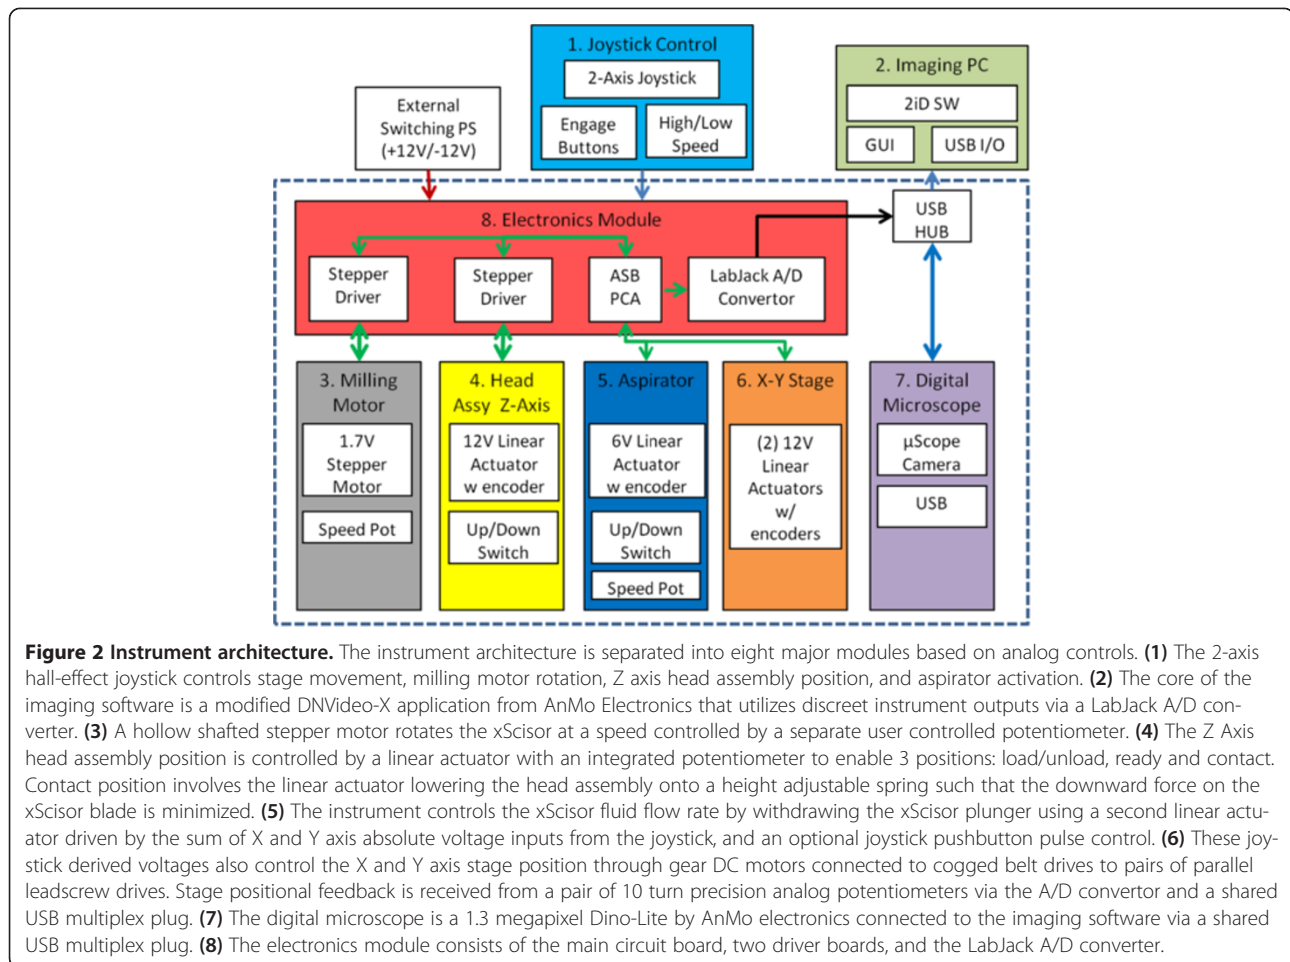 1. Joystick Control
2-Axis Joystick
Engage
Buttons
High/Low
Speed
2. Imaging PC
2iD SW
GUI
USB I/O
External
Switching PS
(+12V/-12V)
USB
HUB
8. Electronics Module
Stepper
Driver
Stepper
Driver
ASB
PCA
LabJack A/D
Convertor
3. Milling
Motor
1.7V
Stepper
Motor
Speed Pot
4. Head
Assy Z-Axis
12V Linear
Actuator
w encoder
Up/Down
Switch
5. Aspirator
6V Linear
Actuator
w encoder
Up/Down
Switch
Speed Pot
6. X-Y Stage
(2) 12V
Linear
Actuators
w/
encoders
7. Digital
Microscope
µScope
Camera
USB
Figure 2 Instrument architecture. The instrument architecture is separated into eight major modules based on analog controls. (1) The 2-axis
hall-effect joystick controls stage movement, milling motor rotation, Z axis head assembly position, and aspirator activation. (2) The core of the
imaging software is a modified DNVideo-X application from AnMo Electronics that utilizes discreet instrument outputs via a LabJack A/D con-
verter. (3) A hollow shafted stepper motor rotates the xScisor at a speed controlled by a separate user controlled potentiometer. (4) The Z Axis
head assembly position is controlled by a linear actuator with an integrated potentiometer to enable 3 positions: load/unload, ready and contact.
Contact position involves the linear actuator lowering the head assembly onto a height adjustable spring such that the downward force on the
xScisor blade is minimized. (5) The instrument controls the xScisor fluid flow rate by withdrawing the xScisor plunger using a second linear actu-
ator driven by the sum of X and Y axis absolute voltage inputs from the joystick, and an optional joystick pushbutton pulse control. (6) These joy-
stick derived voltages also control the X and Y axis stage position through gear DC motors connected to cogged belt drives to pairs of parallel
leadscrew drives. Stage positional feedback is received from a pair of 10 turn precision analog potentiometers via the A/D convertor and a shared
USB multiplex plug. (7) The digital microscope is a 1.3 megapixel Dino-Lite by AnMo electronics connected to the imaging software via a shared
USB multiplex plug. (8) The electronics module consists of the main circuit board, two driver boards, and the LabJack A/D converter.